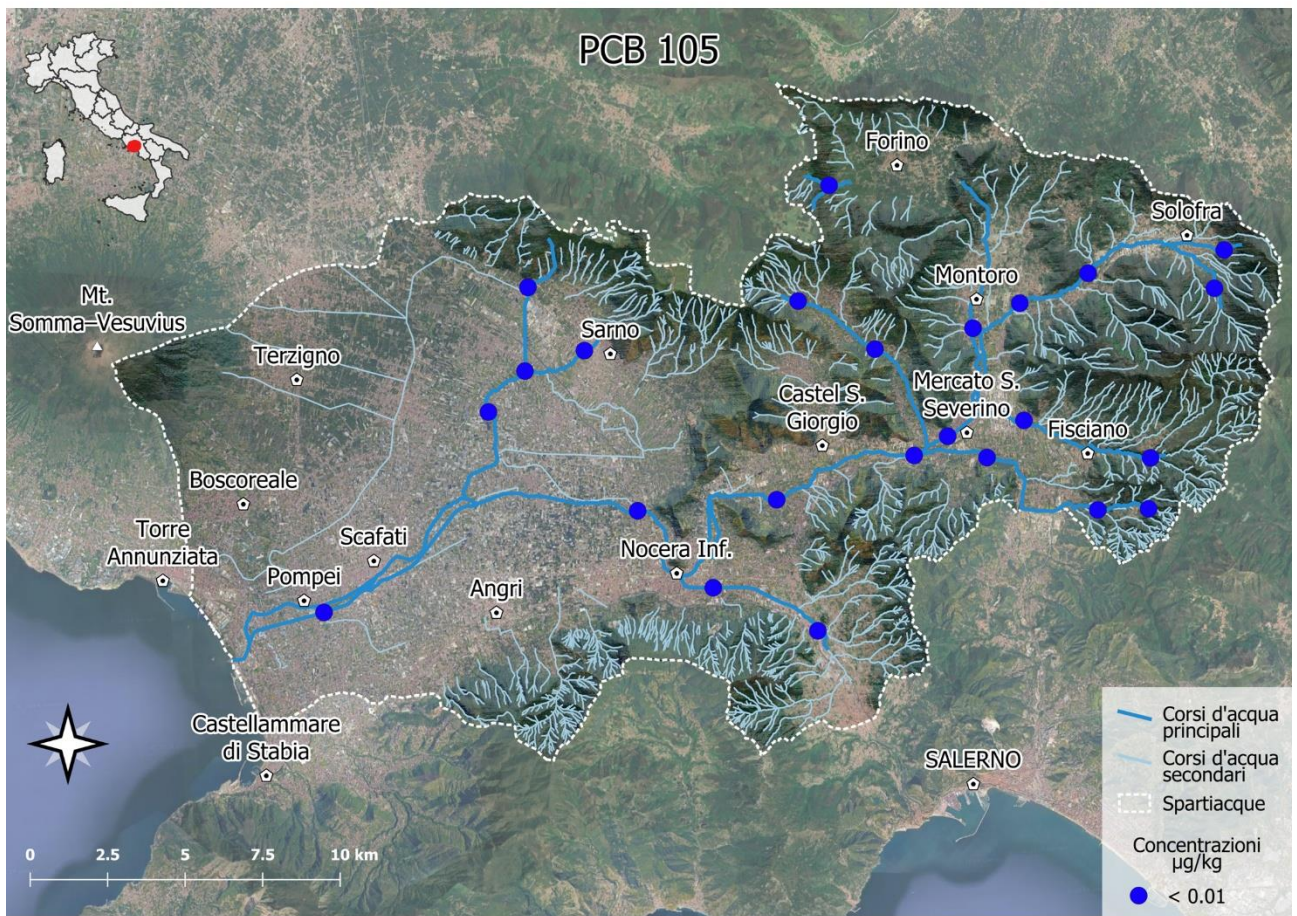 PCB 105
Forino
Solofra
Montoro
Mt.
Somma–Vesuvius
Sarno
Terzigno
Mercato S.
Severino
Castel S.
Giorgio
Fisciano
Boscoreale
Torre
Annunziata
Scafati
Nocera Inf.
Pompei
Angri
Castellammare
di Stabia
SALERNO
0 2.5 5 7.5 10 km
Corsi d'acqua
principali
Corsi d'acqua
secondari
Spartiacque
Concentrazioni
µg/kg
< 0.01